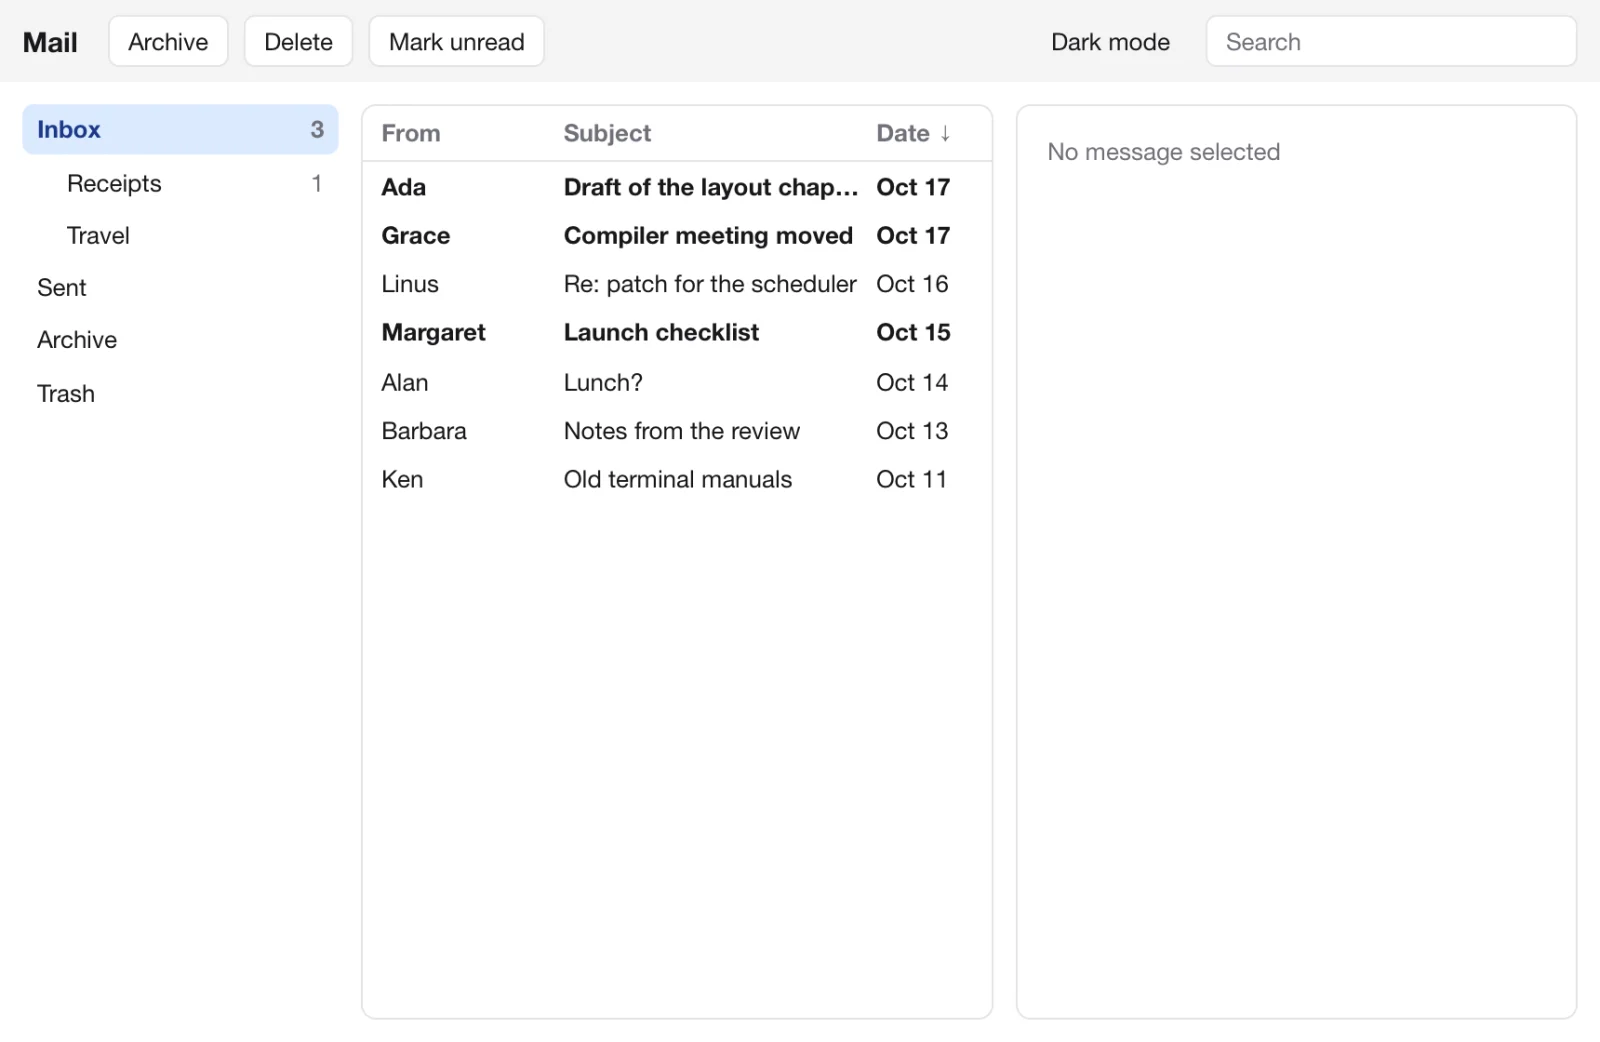 Mail Archive Delete Mark unread Dark mode Search
Inbox 3
Receipts 1
Travel
Sent
Archive
Trash
From Subject Date ↓
Ada Draft of the layout chap... Oct 17
Grace Compiler meeting moved Oct 17
Linus Re: patch for the scheduler Oct 16
Margaret Launch checklist Oct 15
Alan Lunch? Oct 14
Barbara Notes from the review Oct 13
Ken Old terminal manuals Oct 11
No message selected